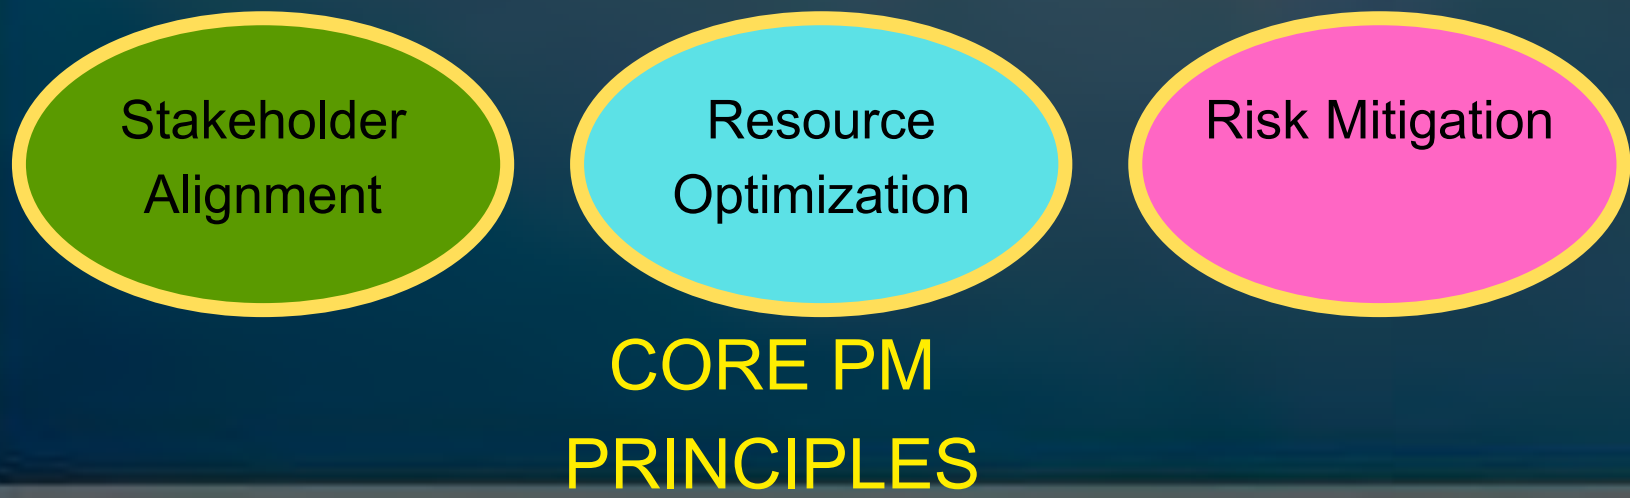 Stakeholder
Alignment
Resource
Optimization
Risk Mitigation
CORE PM
PRINCIPLES